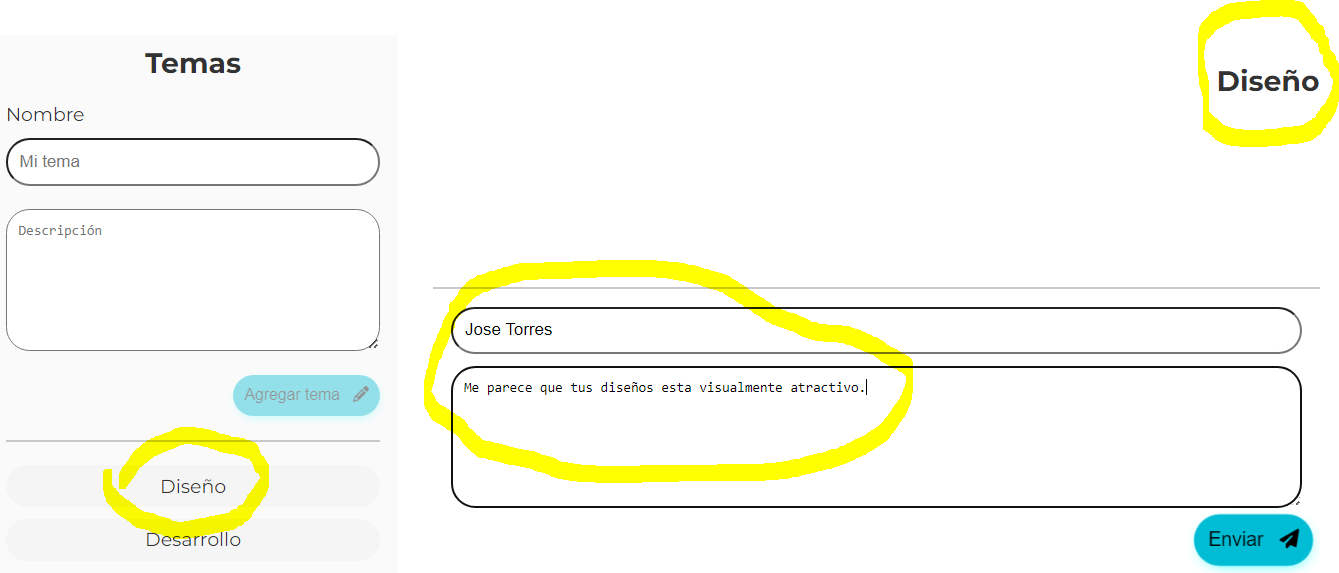 Temas
Nombre
Mi tema
Descripción
Agregar tema
Diseño
Desarrollo
Diseño
Jose Torres
Me parece que tus diseños esta visualmente atractivo.
Enviar